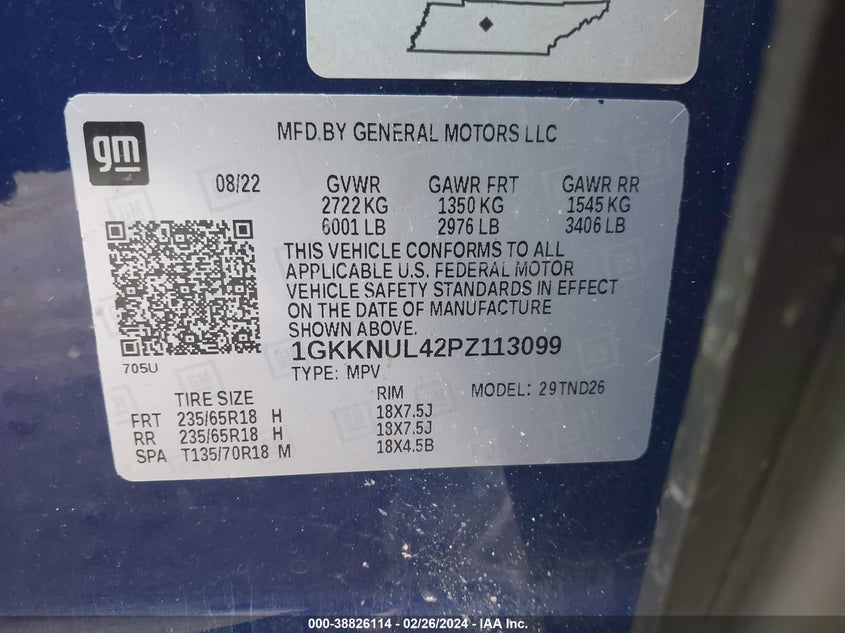 gm
MFD.BY GENERAL MOTORS LLC
08/22 GVWR GAWR FRT GAWR RR
2722 KG 1350 KG 1545 KG
6001 LB 2976 LB 3406 LB
THIS VEHICLE CONFORMS TO ALL
APPLICABLE U.S. FEDERAL MOTOR
VEHICLE SAFETY STANDARDS IN EFFECT
ON THE DATE OF MANUFACTURE
SHOWN ABOVE.
1GKKNUL42PZ113099
705U
TYPE: MPV
TIRE SIZE RIM MODEL: 29TND26
FRT 235/65R18 H 18X7.5J
RR 235/65R18 H 18X7.5J
SPA T135/70R18 M 18X4.5B
000-38826114 - 02/26/2024 - IAA Inc.